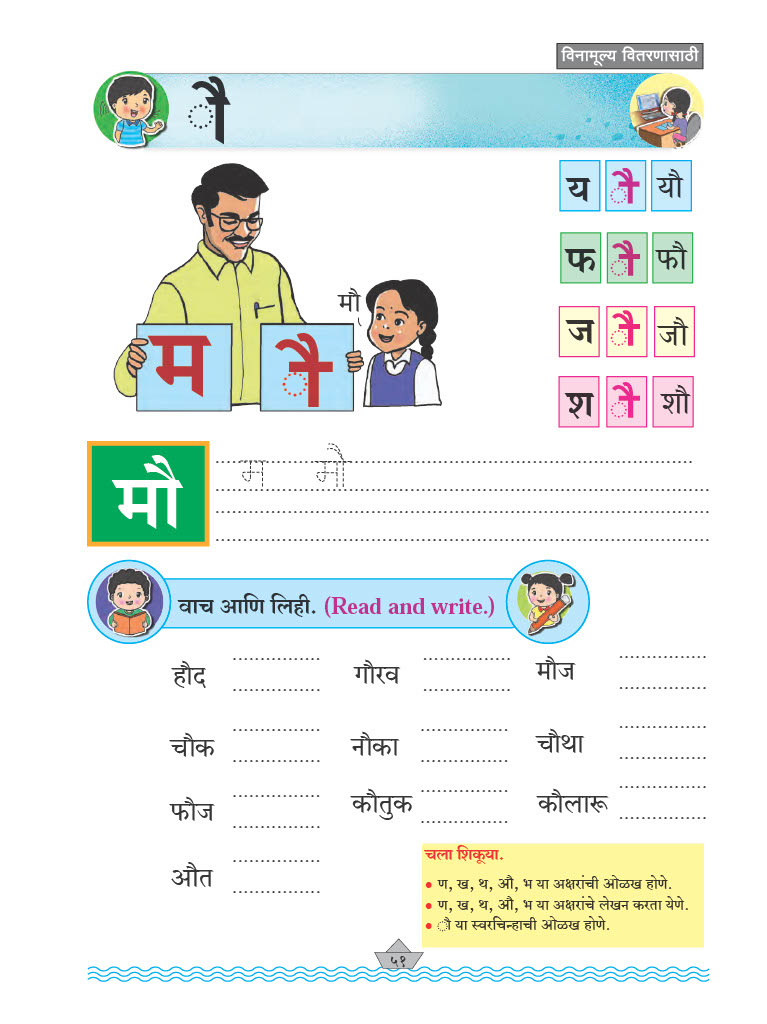 विनामूल्य वितरणासाठी
ौ
य ौ यौ
फ ौ फौ
मौ
म ौ
ज ौ जौ
श ौ शौ
मौ
म मौ
वाच आणि लिही. (Read and write.)
हौद गौरव मौज
चौक नौका चौथा
फौज कौतुक कौलारू
औत
चला शिकूया.
• ण, ख, थ, औ, भ या अक्षरांची ओळख होणे.
• ण, ख, थ, औ, भ या अक्षरांचे लेखन करता येणे.
• ौ या स्वरचिन्हाची ओळख होणे.
५१